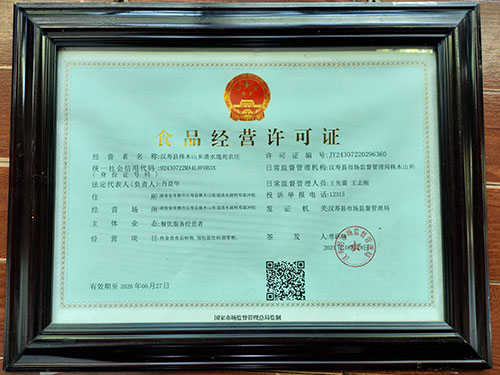 食品经营许可证
经营者名称:汉寿县株木山乡清水逸苑农庄
许可证编号:JY24307220296360
统一社会信用代码:92430722MA4L9F0B3X
(身份证号码)
日常监督管理机构:汉寿县市场监督管理局株木山所
法定代表人(负责人):肖益华
日常监督管理人员:王先雷 王志刚
住所:
投诉举报电话:12315
经营场所:
发证机关:汉寿县市场监督管理局
主体业态:餐饮服务经营者
经营项目:热食类食品制售,
签发人:
有效期至 2026年06月27日
国家市场监督管理总局监制